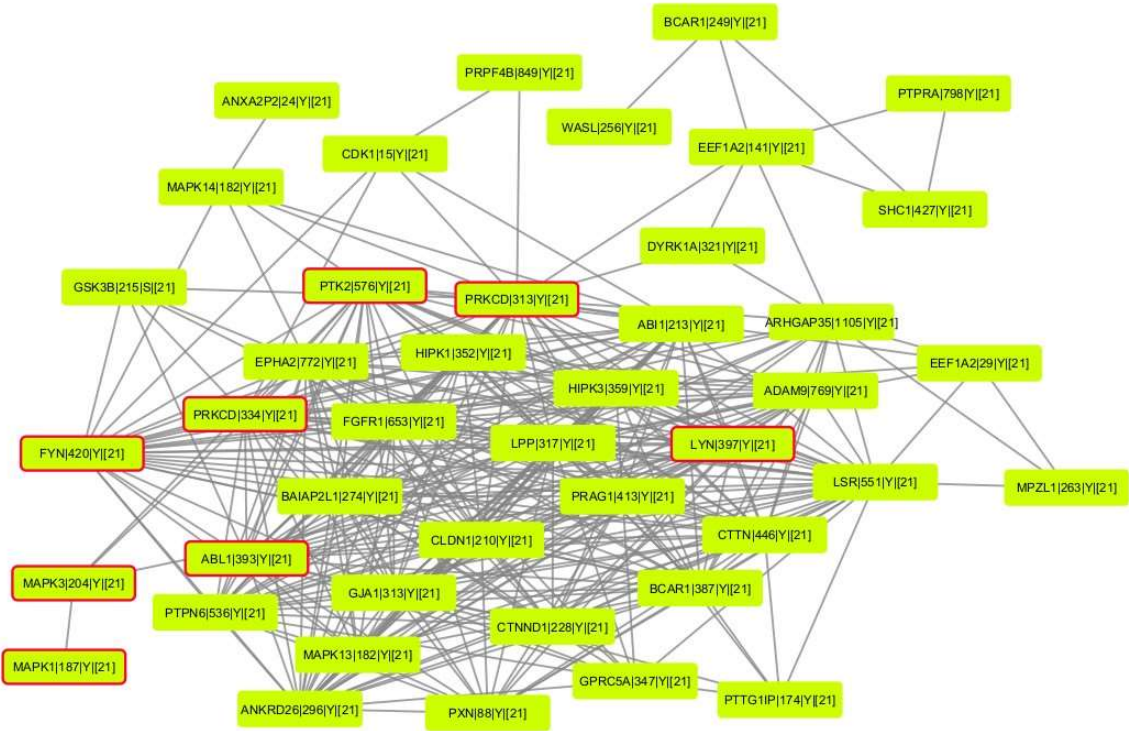 BCAR1|249|Y|[21]
PRPF4B|849|Y|[21]
PTPRA|798|Y|[21]
ANXA2P2|24|Y|[21]
WASL|256|Y|[21]
EEF1A2|141|Y|[21]
CDK1|15|Y|[21]
MAPK14|182|Y|[21]
SHC1|427|Y|[21]
DYRK1A|321|Y|[21]
GSK3B|215|S|[21]
PTK2|576|Y|[21]
PRKCD|313|Y|[21]
ABI1|213|Y|[21]
ARHGAP35|1105|Y|[21]
HIPK1|352|Y|[21]
EPHA2|772|Y|[21]
EEF1A2|29|Y|[21]
HIPK3|359|Y|[21]
ADAM9|769|Y|[21]
PRKCD|334|Y|[21]
FGFR1|653|Y|[21]
LPP|317|Y|[21]
LYN|397|Y|[21]
FYN|420|Y|[21]
LSR|551|Y|[21]
MPZL1|263|Y|[21]
BAIAP2L1|274|Y|[21]
PRAG1|413|Y|[21]
CTTN|446|Y|[21]
CLDN1|210|Y|[21]
ABL1|393|Y|[21]
MAPK3|204|Y|[21]
BCAR1|387|Y|[21]
GJA1|313|Y|[21]
PTPN6|536|Y|[21]
CTNND1|228|Y|[21]
MAPK13|182|Y|[21]
MAPK1|187|Y|[21]
GPRC5A|347|Y|[21]
PTTG1IP|174|Y|[21]
ANKRD26|296|Y|[21]
PXN|88|Y|[21]